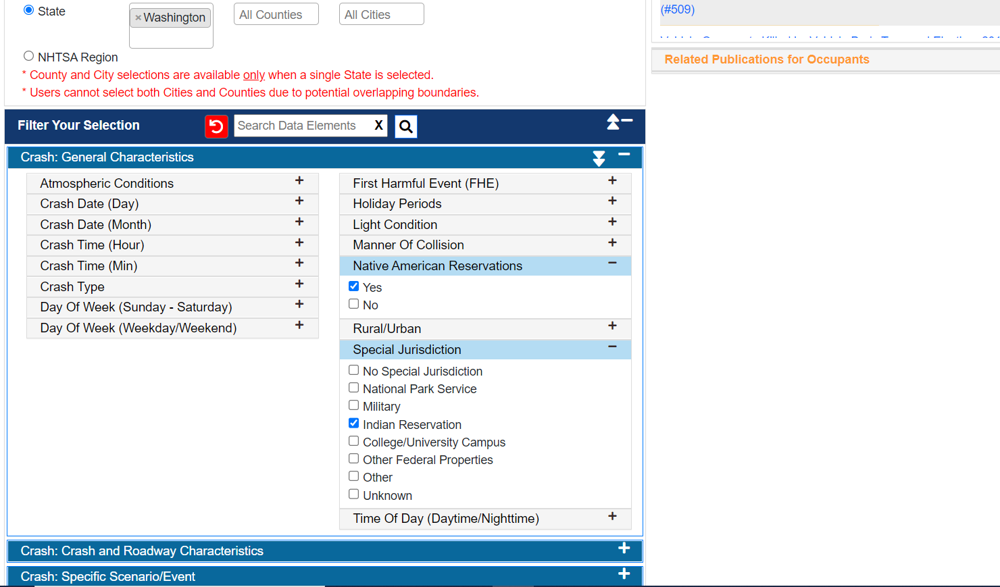 State
× Washington
All Counties
All Cities
NHTSA Region
* County and City selections are available only when a single State is selected.
* Users cannot select both Cities and Counties due to potential overlapping boundaries.
(#509)
Related Publications for Occupants
Filter Your Selection
Search Data Elements X
Crash: General Characteristics
Atmospheric Conditions
Crash Date (Day)
Crash Date (Month)
Crash Time (Hour)
Crash Time (Min)
Crash Type
Day Of Week (Sunday - Saturday)
Day Of Week (Weekday/Weekend)
First Harmful Event (FHE)
Holiday Periods
Light Condition
Manner Of Collision
Native American Reservations
Yes
No
Rural/Urban
Special Jurisdiction
No Special Jurisdiction
National Park Service
Military
Indian Reservation
College/University Campus
Other Federal Properties
Other
Unknown
Time Of Day (Daytime/Nighttime)
Crash: Crash and Roadway Characteristics
Crash: Specific Scenario/Event